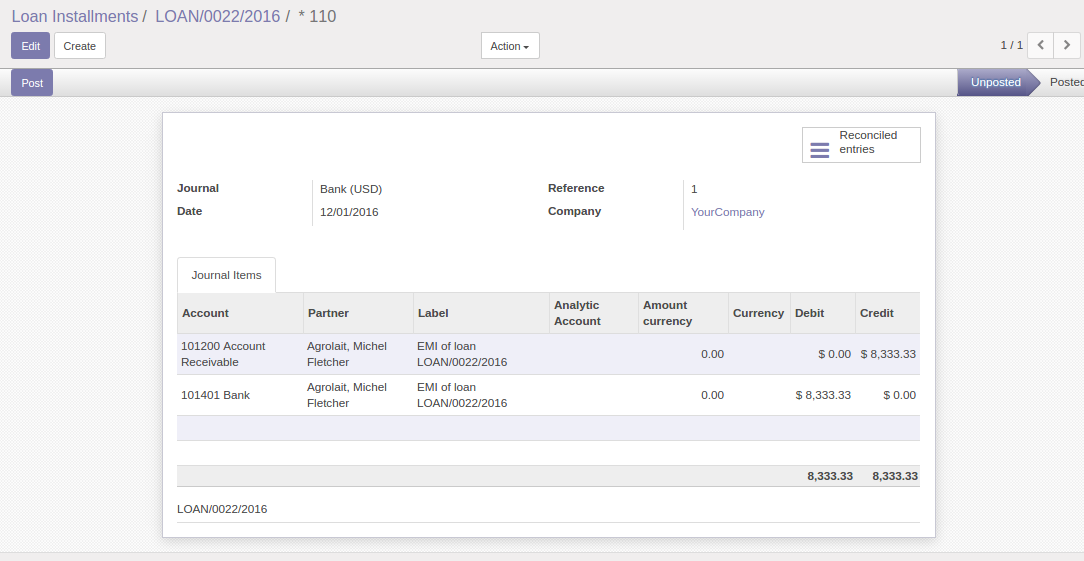 Loan Installments / LOAN/0022/2016 / * 110
Edit Create Action 1 / 1
Post Unposted Posted
Reconciled
entries
Journal Bank (USD) Reference 1
Date 12/01/2016 Company YourCompany
Journal Items
Account Partner Label Analytic Account Amount currency Currency Debit Credit
101200 Account Agrolait, Michel EMI of loan 0.00 $ 0.00 $ 8,333.33
Receivable Fletcher LOAN/0022/2016
101401 Bank Agrolait, Michel EMI of loan 0.00 $ 8,333.33 $ 0.00
Fletcher LOAN/0022/2016
8,333.33 8,333.33
LOAN/0022/2016